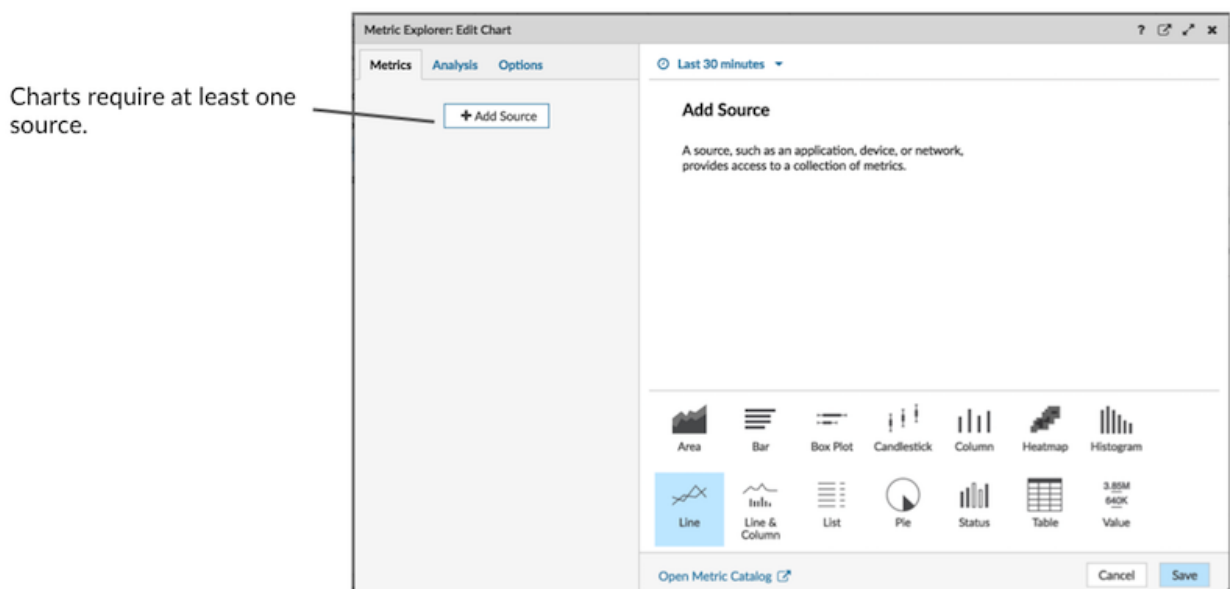 Metric Explorer: Edit Chart
?
Metrics Analysis Options
Last 30 minutes
Charts require at least one
source.
+ Add Source
Add Source
A source, such as an application, device, or network,
provides access to a collection of metrics.
Area Bar Box Plot Candlestick Column Heatmap Histogram
3.85M
640K
Line Line &
Column List Pie Status Table Value
Open Metric Catalog
Cancel Save